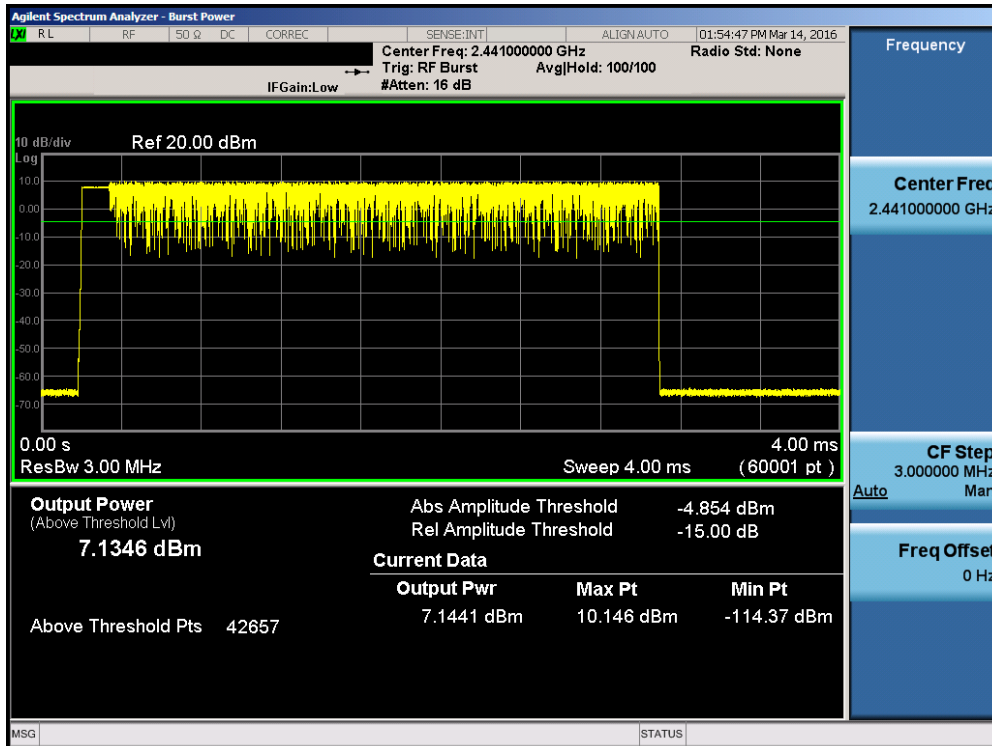 Agilent Spectrum Analyzer - Burst Power
LXI RL RF 50 Ω DC CORREC SENSE:INT ALIGN AUTO 01:54:47 PM Mar 14, 2016
Center Freq: 2.441000000 GHz Radio Std: None
Trig: RF Burst Avg|Hold: 100/100
IFGain:Low #Atten: 16 dB
10 dB/div Ref 20.00 dBm
Log
10.0
0.00
-10.0
-20.0
-30.0
-40.0
-50.0
-60.0
-70.0
0.00 s 4.00 ms
ResBw 3.00 MHz Sweep 4.00 ms (60001 pt)
Output Power
(Above Threshold Lvl)
7.1346 dBm
Above Threshold Pts 42657
Abs Amplitude Threshold -4.854 dBm
Rel Amplitude Threshold -15.00 dB
Current Data
Output Pwr Max Pt Min Pt
7.1441 dBm 10.146 dBm -114.37 dBm
MSG STATUS
Frequency
Center Freq
2.441000000 GHz
CF Step
3.000000 MHz
Auto Man
Freq Offset
0 Hz